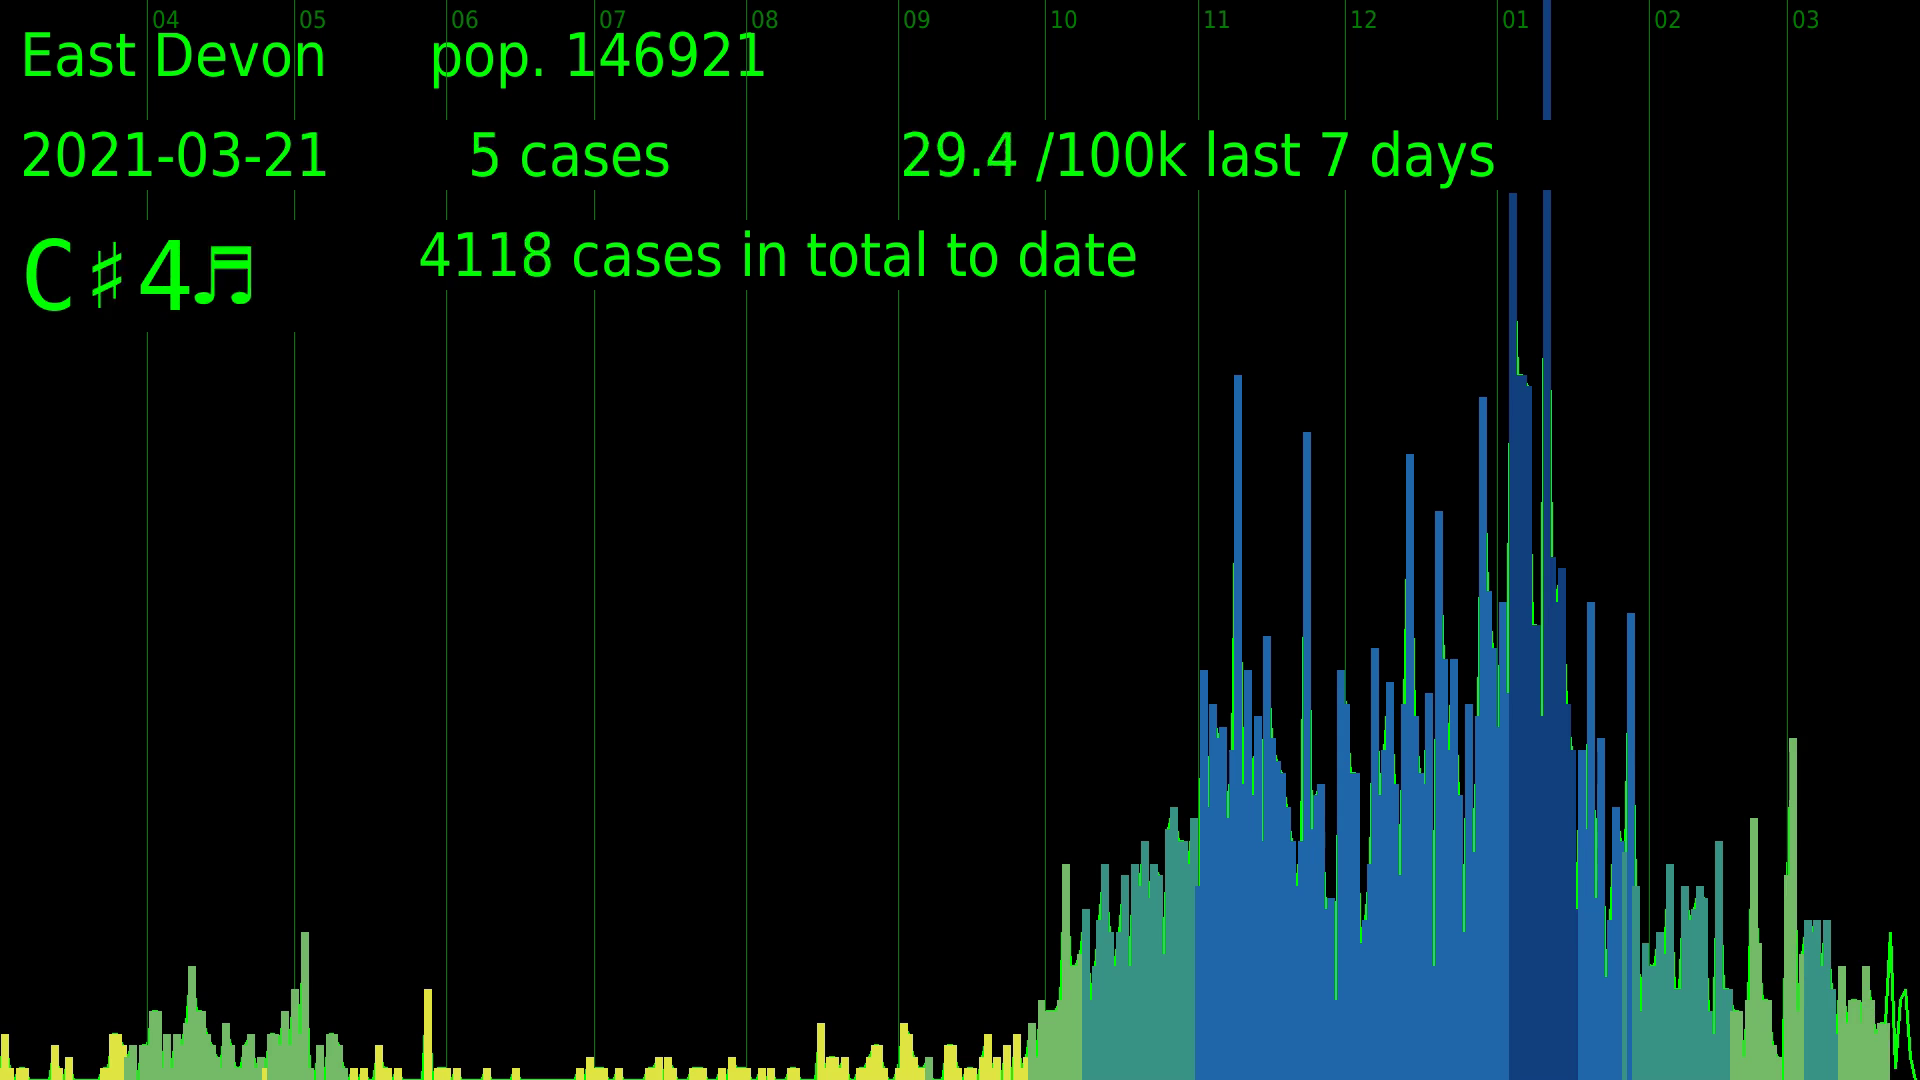 04 05 06 07 08 09 10 11 12 01 02 03
East Devon pop. 146921
2021-03-21 5 cases 29.4 /100k last 7 days
C♯4♬ 4118 cases in total to date